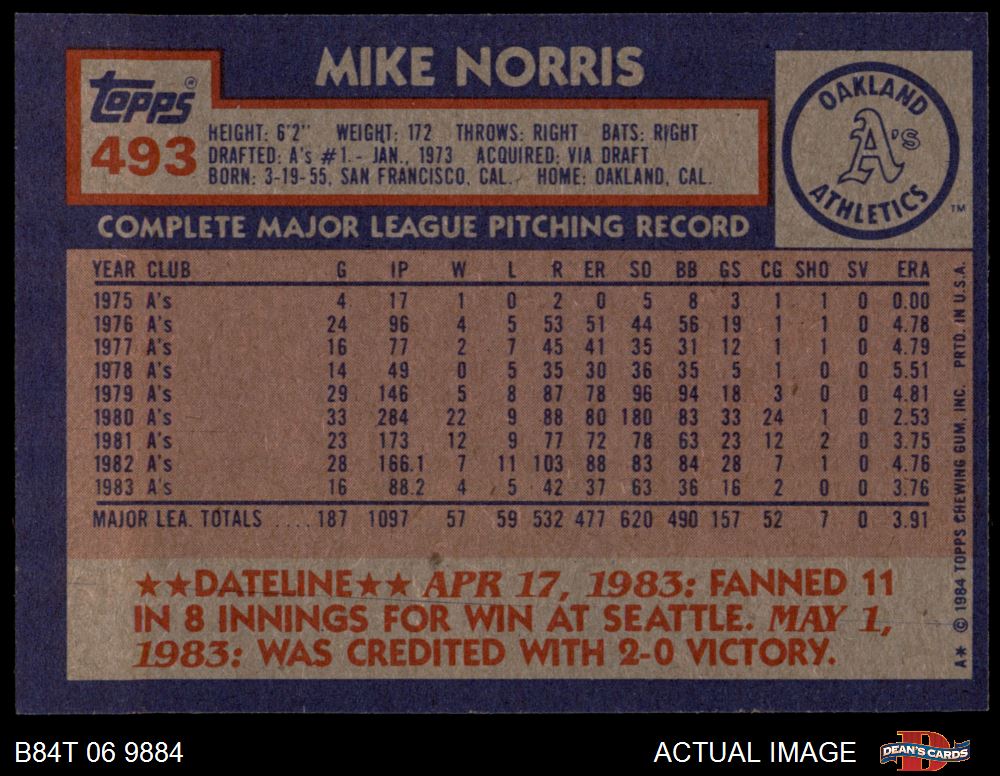 MIKE NORRIS
Topps®
493
HEIGHT: 6'2" WEIGHT: 172 THROWS: RIGHT BATS: RIGHT
DRAFTED: A's #1 - JAN., 1973 ACQUIRED: VIA DRAFT
BORN: 3-19-55, SAN FRANCISCO, CAL. HOME: OAKLAND, CAL.
OAKLAND
A's
ATHLETICS
TM
COMPLETE MAJOR LEAGUE PITCHING RECORD
YEAR CLUB G IP W L R ER SO BB GS CG SHO SV ERA
1975 A's 4 17 1 0 2 0 5 8 3 1 1 0 0.00
1976 A's 24 96 4 5 53 51 44 56 19 1 1 0 4.78
1977 A's 16 77 2 7 45 41 35 31 12 1 1 0 4.79
1978 A's 14 49 0 5 35 30 36 35 5 1 0 0 5.51
1979 A's 29 146 5 8 87 78 96 94 18 3 0 0 4.81
1980 A's 33 284 22 9 88 80 180 83 33 24 1 0 2.53
1981 A's 23 173 12 9 77 72 78 63 23 12 2 0 3.75
1982 A's 28 166.1 7 11 103 88 83 84 28 7 1 0 4.76
1983 A's 16 88.2 4 5 42 37 63 36 16 2 0 0 3.76
MAJOR LEA. TOTALS ....187 1097 57 59 532 477 620 490 157 52 7 0 3.91
★★DATELINE★★ APR 17, 1983: FANNED 11
IN 8 INNINGS FOR WIN AT SEATTLE. MAY 1,
1983: WAS CREDITED WITH 2-0 VICTORY.
A* © 1984 TOPPS CHEWING GUM, INC. PRTD. IN U.S.A.
B84T 06 9884
ACTUAL IMAGE
D
DEAN'S CARDS